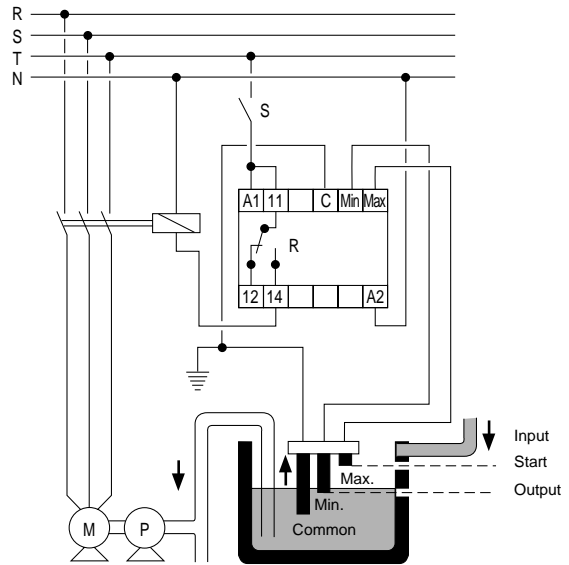 R
S
T
N
S
A1 11 C Min Max
R
12 14 A2
Input
Start
Max.
Output
Min.
Common
M P